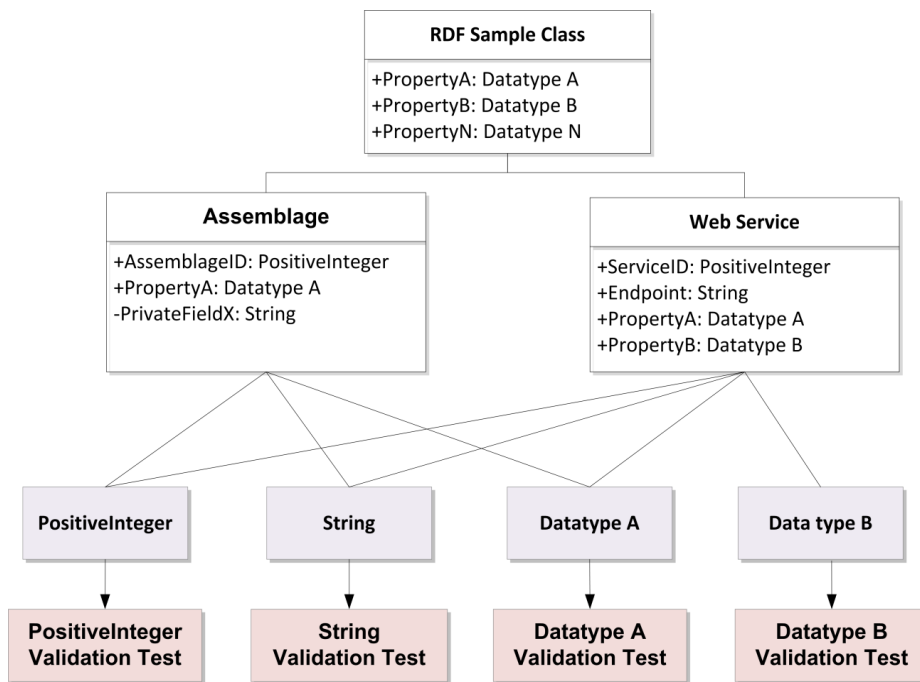 RDF Sample Class
+PropertyA: Datatype A
+PropertyB: Datatype B
+PropertyN: Datatype N
Assemblage
+AssemblageID: PositiveInteger
+PropertyA: Datatype A
-PrivateFieldX: String
Web Service
+ServiceID: PositiveInteger
+Endpoint: String
+PropertyA: Datatype A
+PropertyB: Datatype B
PositiveInteger
String
Datatype A
Data type B
PositiveInteger
Validation Test
String
Validation Test
Datatype A
Validation Test
Datatype B
Validation Test